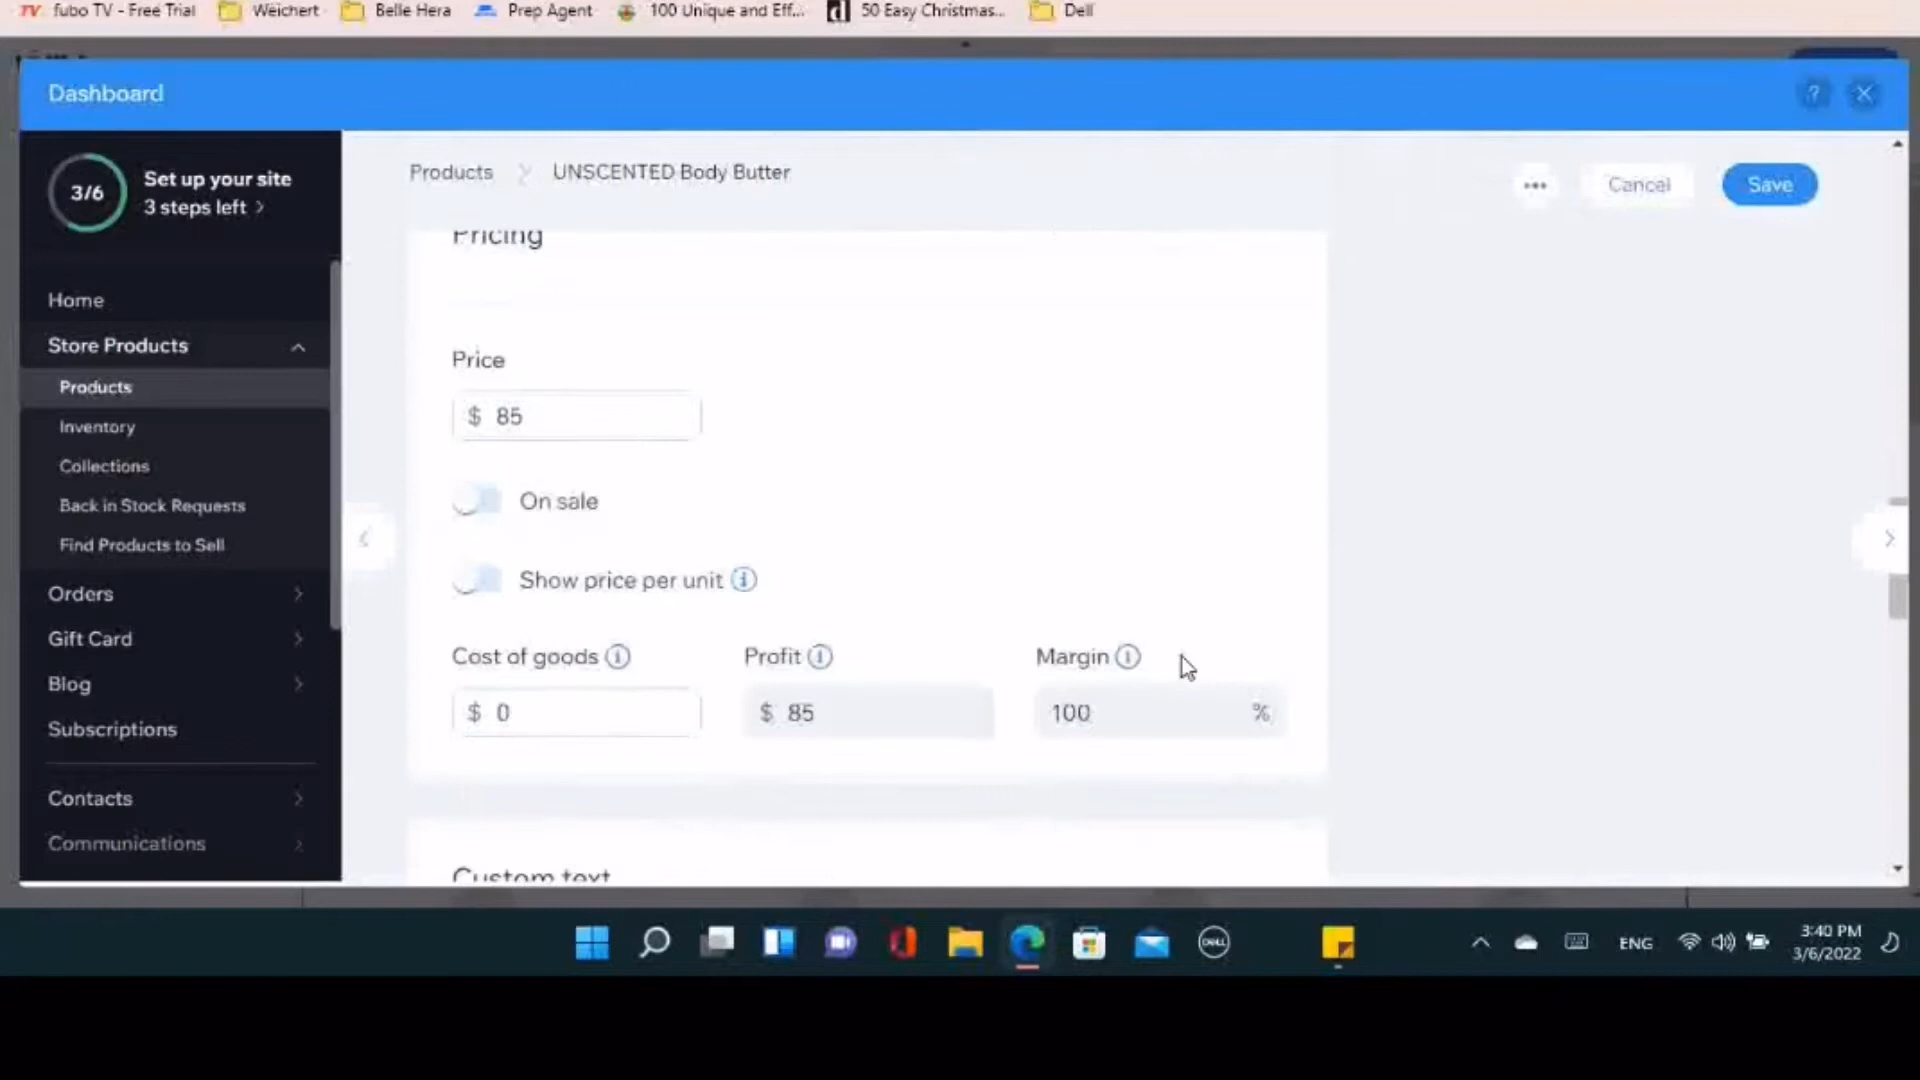 fubo TV - Free Trial Weichert Belle Hera Prep Agent 100 Unique and Eff... 50 Easy Christmas... Dell
Dashboard ?
3/6 Set up your site
3 steps left >
Products > UNSCENTED Body Butter ... Cancel Save
Home
Store Products
Products
Inventory
Collections
Back in Stock Requests
Find Products to Sell
Orders
Gift Card
Blog
Subscriptions
Contacts
Communications
Pricing
Price
$ 85
On sale
Show price per unit i
Cost of goods i Profit i Margin i
$ 0 $ 85 100 %
Custom text
DELL
ENG
3:40 PM
3/6/2022